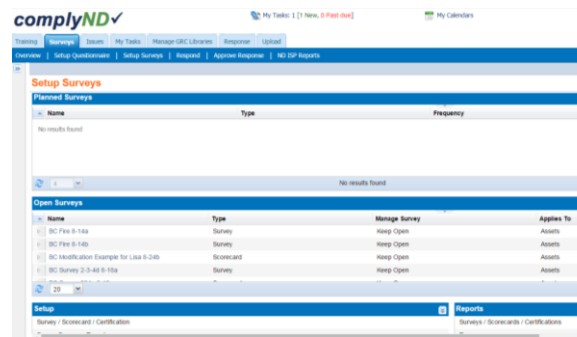 complyND✓
My Tasks: 1 [1 New, 0 Past due]
My Calendars
Training Surveys Issues My Tasks Manage GRC Libraries Response Upload
Overview | Setup Questionnaire | Setup Surveys | Respond | Approve Response | ND ISP Reports
Setup Surveys
Planned Surveys
Name Type Frequency
No results found
No results found
Open Surveys
Name Type Manage Survey Applies To
BC Fire 8-14a Survey Keep Open Assets
BC Fire 8-14b Survey Keep Open Assets
BC Modification Example for Lisa 8-24b Scorecard Keep Open Assets
BC Survey 2-3-4d 8-18a Survey Keep Open Assets
20
Setup Reports
Survey / Scorecard / Certification Surveys / Scorecards / Certifications